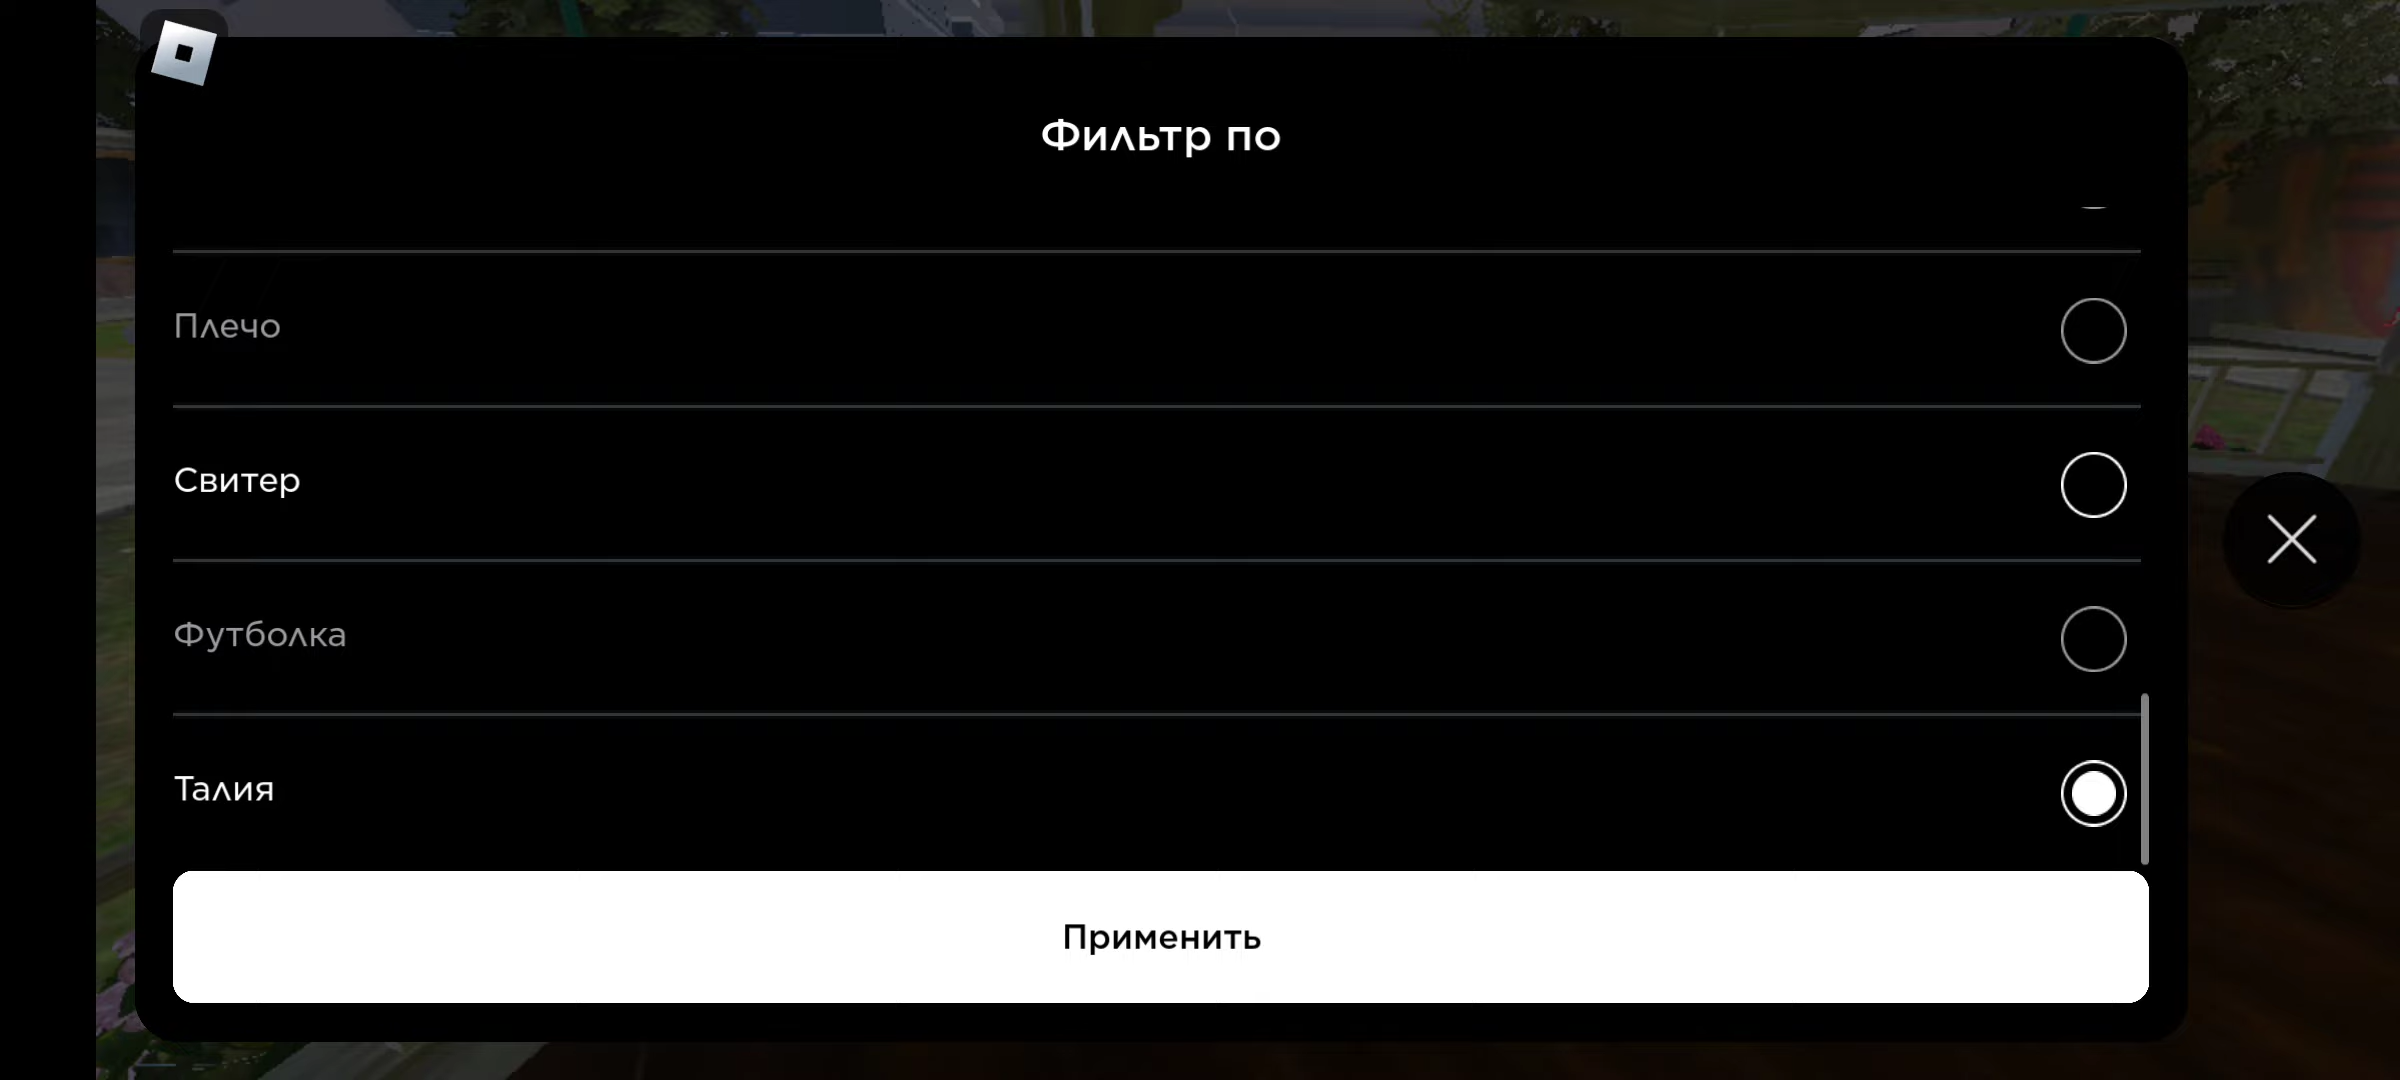 Фильтр по
Плечо
Свитер
Футболка
Талия
Применить